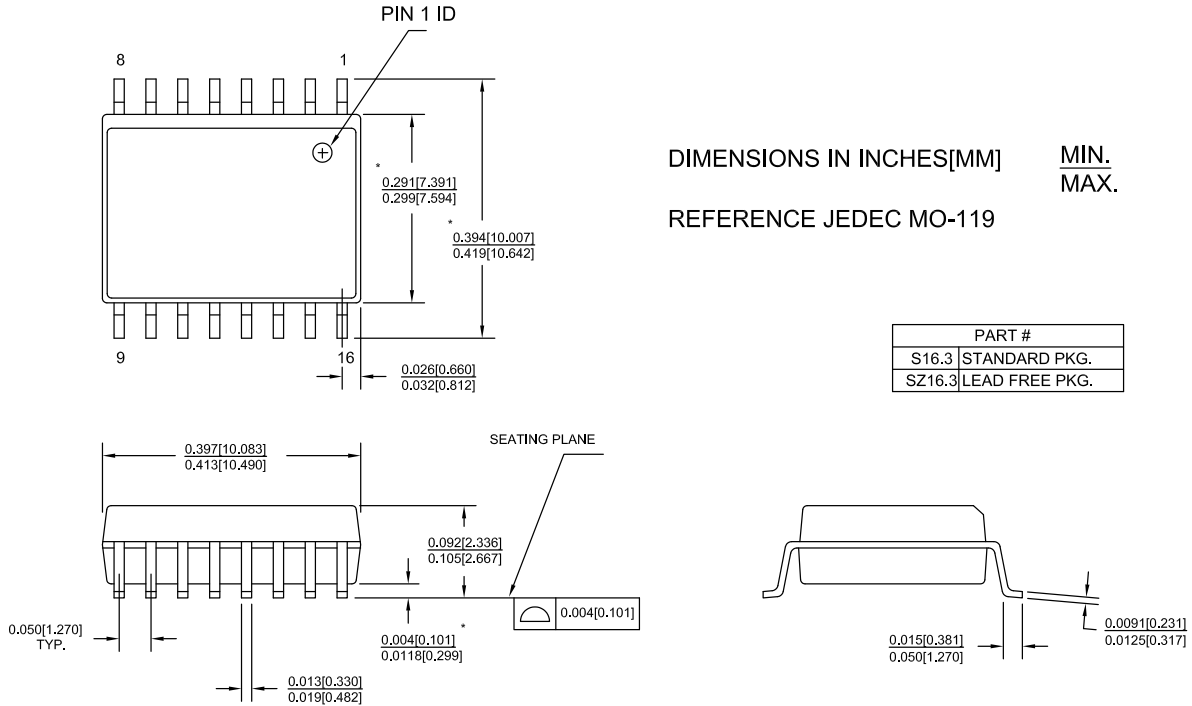 PIN 1 ID
8
1
*
0.291[7.391]
0.299[7.594]
*
0.394[10.007]
0.419[10.642]
DIMENSIONS IN INCHES[MM]
MIN.
MAX.
REFERENCE JEDEC MO-119
9
16
0.026[0.660]
0.032[0.812]
PART #
S16.3 STANDARD PKG.
SZ16.3 LEAD FREE PKG.
0.397[10.083]
0.413[10.490]
SEATING PLANE
0.092[2.336]
0.105[2.667]
0.004[0.101]
0.050[1.270]
TYP.
*
0.004[0.101]
0.0118[0.299]
0.013[0.330]
0.019[0.482]
0.015[0.381]
0.050[1.270]
0.0091[0.231]
0.0125[0.317]